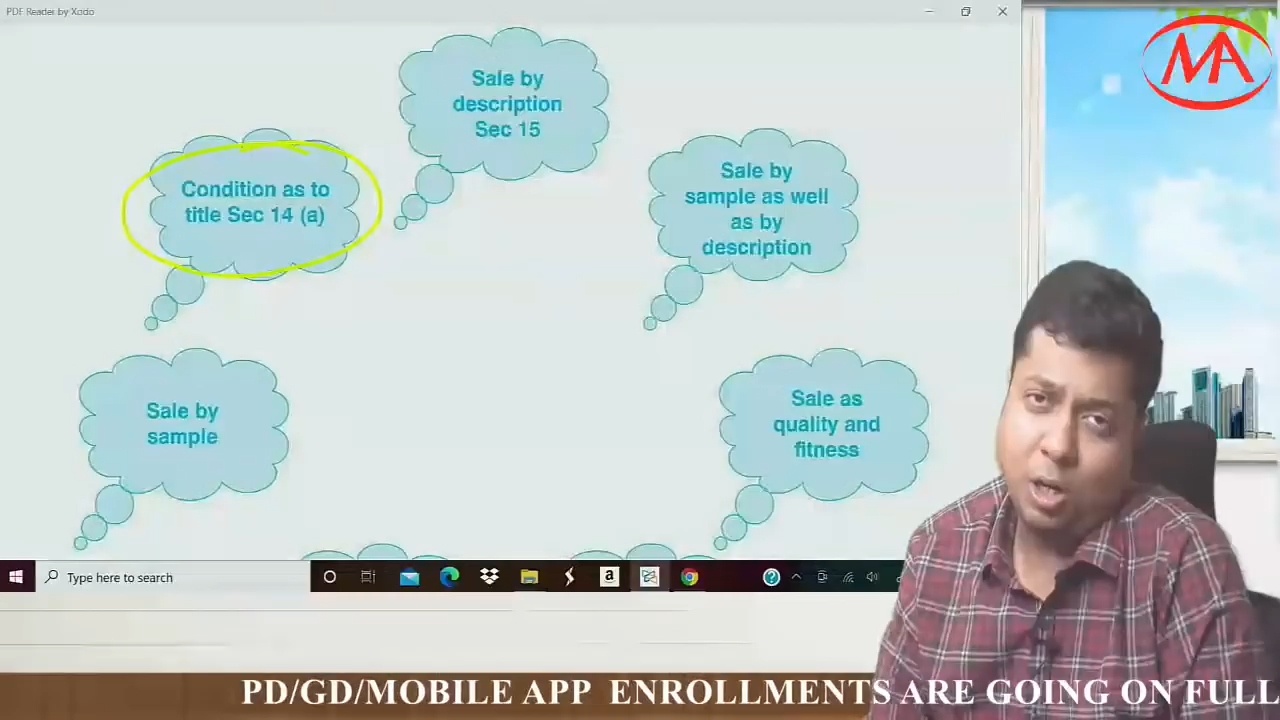 PDF Reader by Xodo
MA
Sale by
description
Sec 15
Condition as to
title Sec 14 (a)
Sale by
sample as well
as by
description
Sale by
sample
Sale as
quality and
fitness
Type here to search
a
PD/GD/MOBILE APP ENROLLMENTS ARE GOING ON FULL